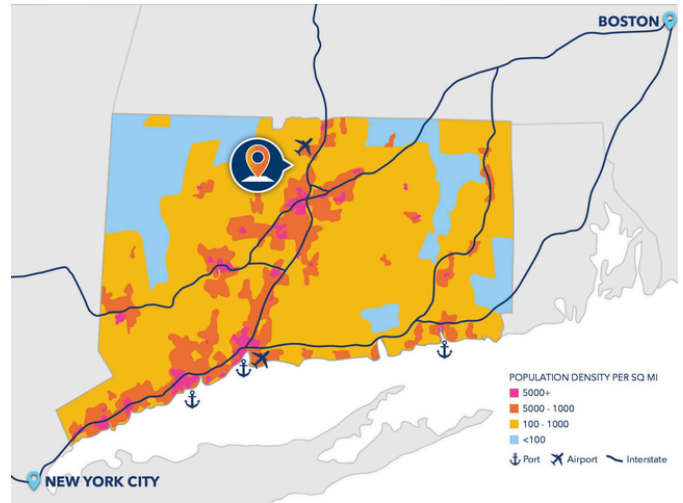 BOSTON
NEW YORK CITY
POPULATION DENSITY PER SQ MI
5000+
5000 - 1000
100 - 1000
<100
Port Airport Interstate